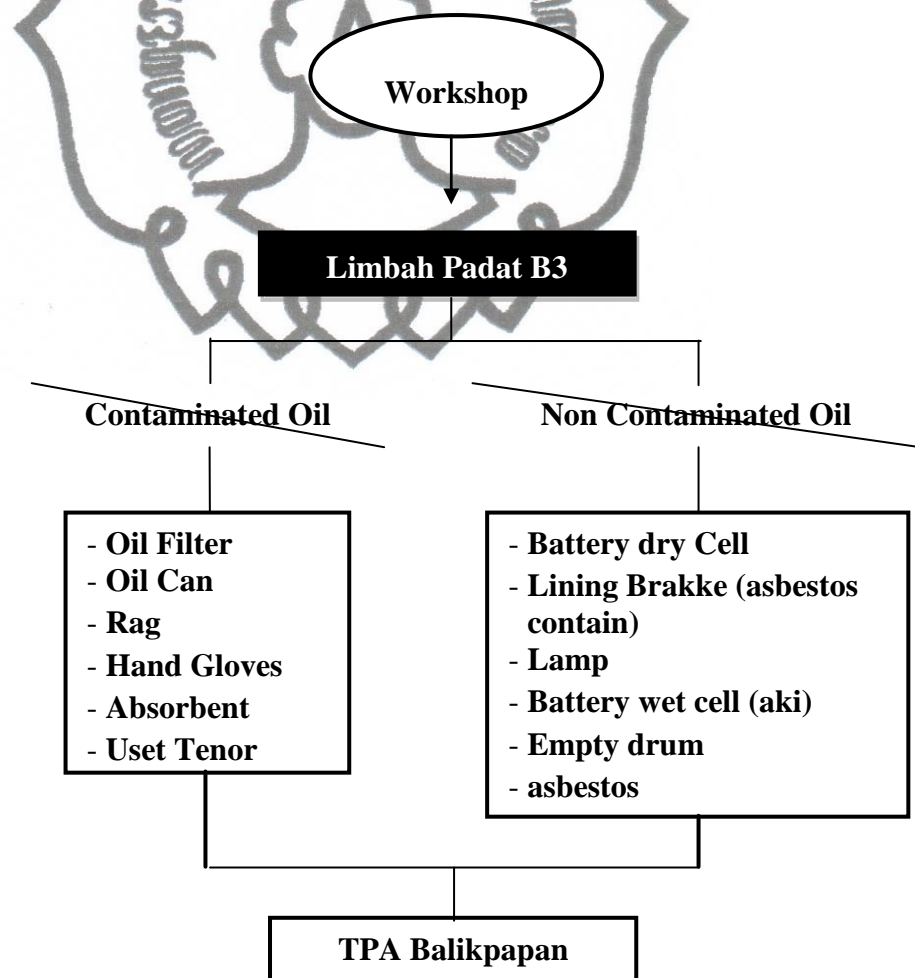 Workshop
Limbah Padat B3
Contaminated Oil
Non Contaminated Oil
- Oil Filter
- Oil Can
- Rag
- Hand Gloves
- Absorbent
- Uset Tenor
- Battery dry Cell
- Lining Brakke (asbestos
contain)
- Lamp
- Battery wet cell (aki)
- Empty drum
- asbestos
TPA Balikpapan